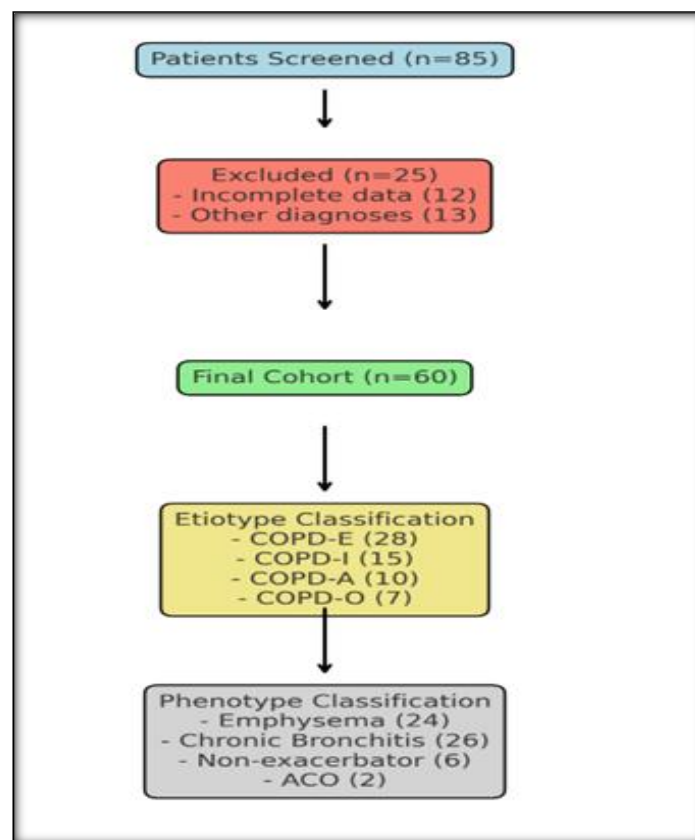 Patients Screened (n=85)
Excluded (n=25)
- Incomplete data (12)
- Other diagnoses (13)
Final Cohort (n=60)
Etiotype Classification
- COPD-E (28)
- COPD-I (15)
- COPD-A (10)
- COPD-O (7)
Phenotype Classification
- Emphysema (24)
- Chronic Bronchitis (26)
- Non-exacerbator (6)
- ACO (2)